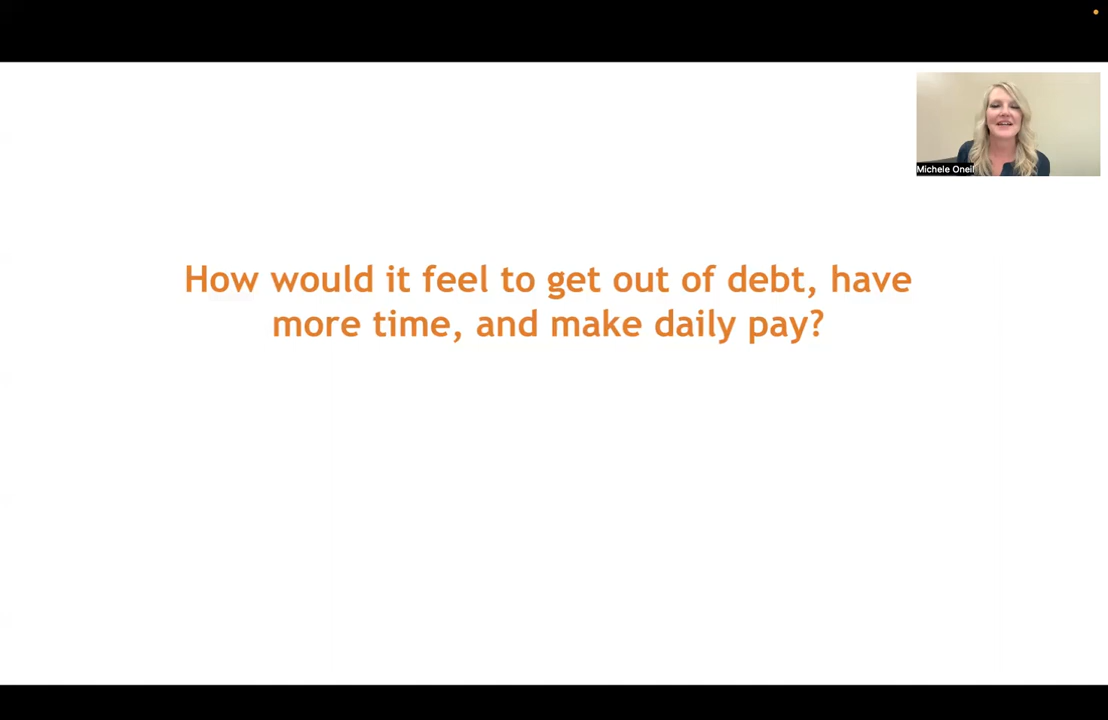 Michele Oneil
How would it feel to get out of debt, have
more time, and make daily pay?